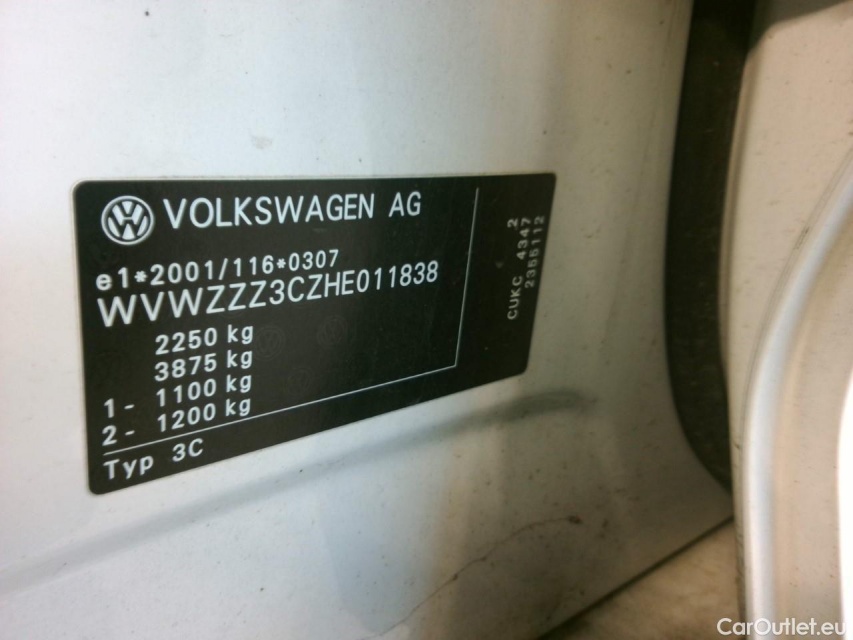 VOLKSWAGEN AG
e1*2001/116*0307
WVWZZZ3CZHE011838
2250 kg
3875 kg
1- 1100 kg
2- 1200 kg
Typ 3C
2
CUKC 4347
2355112
CarOutlet.eu